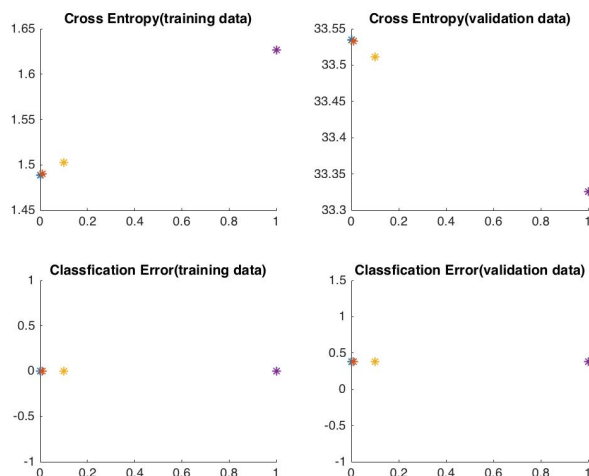 Cross Entropy(training data)
1.65
1.6
1.55
1.5
1.45
0 0.2 0.4 0.6 0.8 1
Cross Entropy(validation data)
33.55
33.5
33.45
33.4
33.35
33.3
0 0.2 0.4 0.6 0.8 1
Classfication Error(training data)
1
0.5
0
-0.5
-1
0 0.2 0.4 0.6 0.8 1
Classfication Error(validation data)
1.5
1
0.5
0
-0.5
-1
0 0.2 0.4 0.6 0.8 1